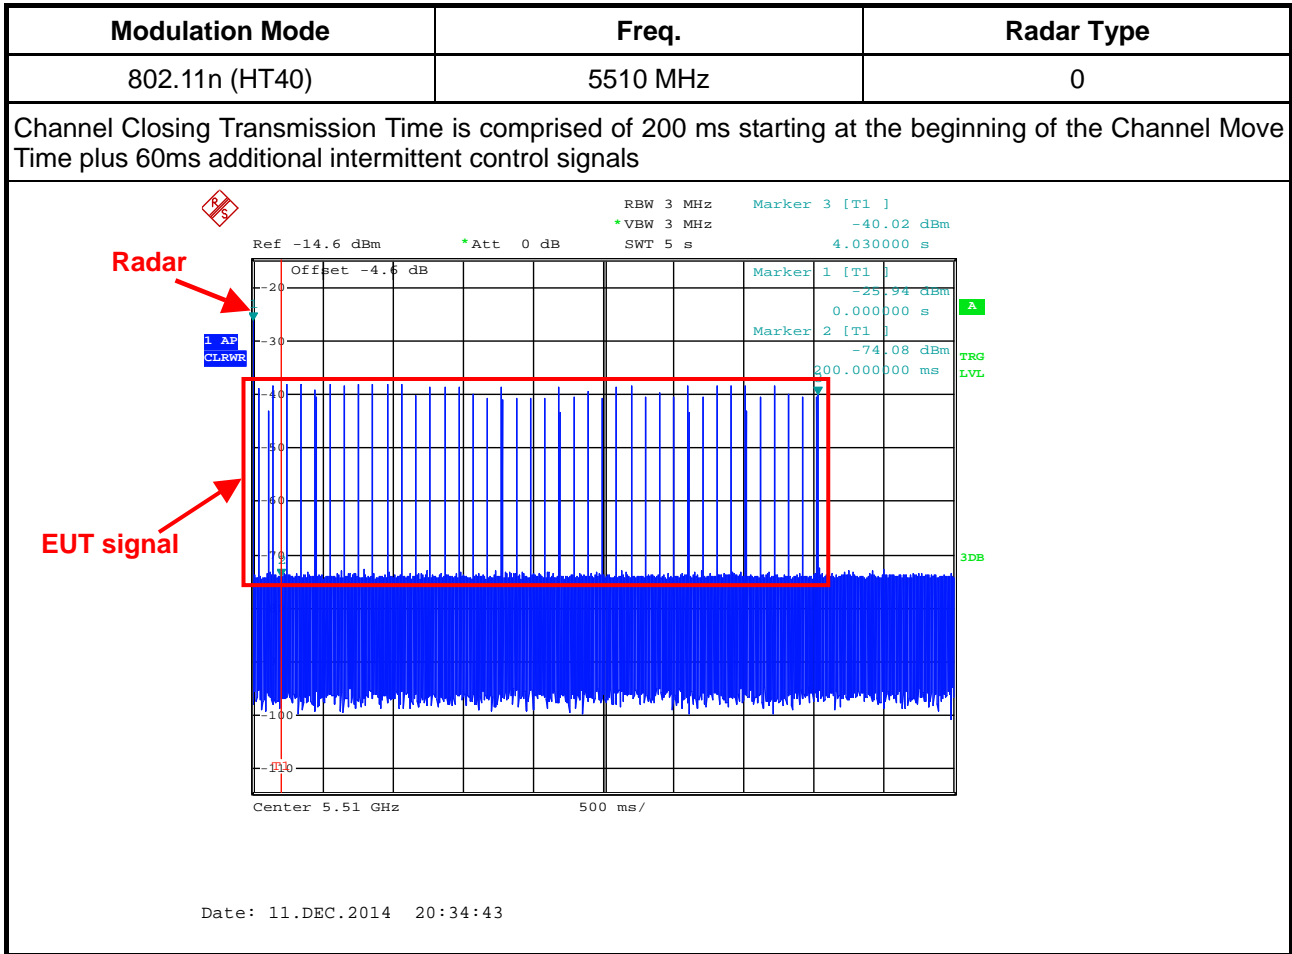 Modulation Mode Freq. Radar Type
802.11n (HT40) 5510 MHz 0
Channel Closing Transmission Time is comprised of 200 ms starting at the beginning of the Channel Move
Time plus 60ms additional intermittent control signals
R&S
RBW 3 MHz Marker 3 [T1 ]
*VBW 3 MHz -40.02 dBm
Ref -14.6 dBm *Att 0 dB SWT 5 s 4.030000 s
Radar
Offset -4.6 dB Marker 1 [T1 ]
-20 -25.94 dBm
1 0.000000 s A
Marker 2 [T1 ]
1 AP -30 -74.08 dBm TRG
CLRWR 200.000000 ms LVL
3
-40
-50
-60
EUT signal
-70 3DB
2
-100
T1 -110
Center 5.51 GHz 500 ms/
Date: 11.DEC.2014 20:34:43